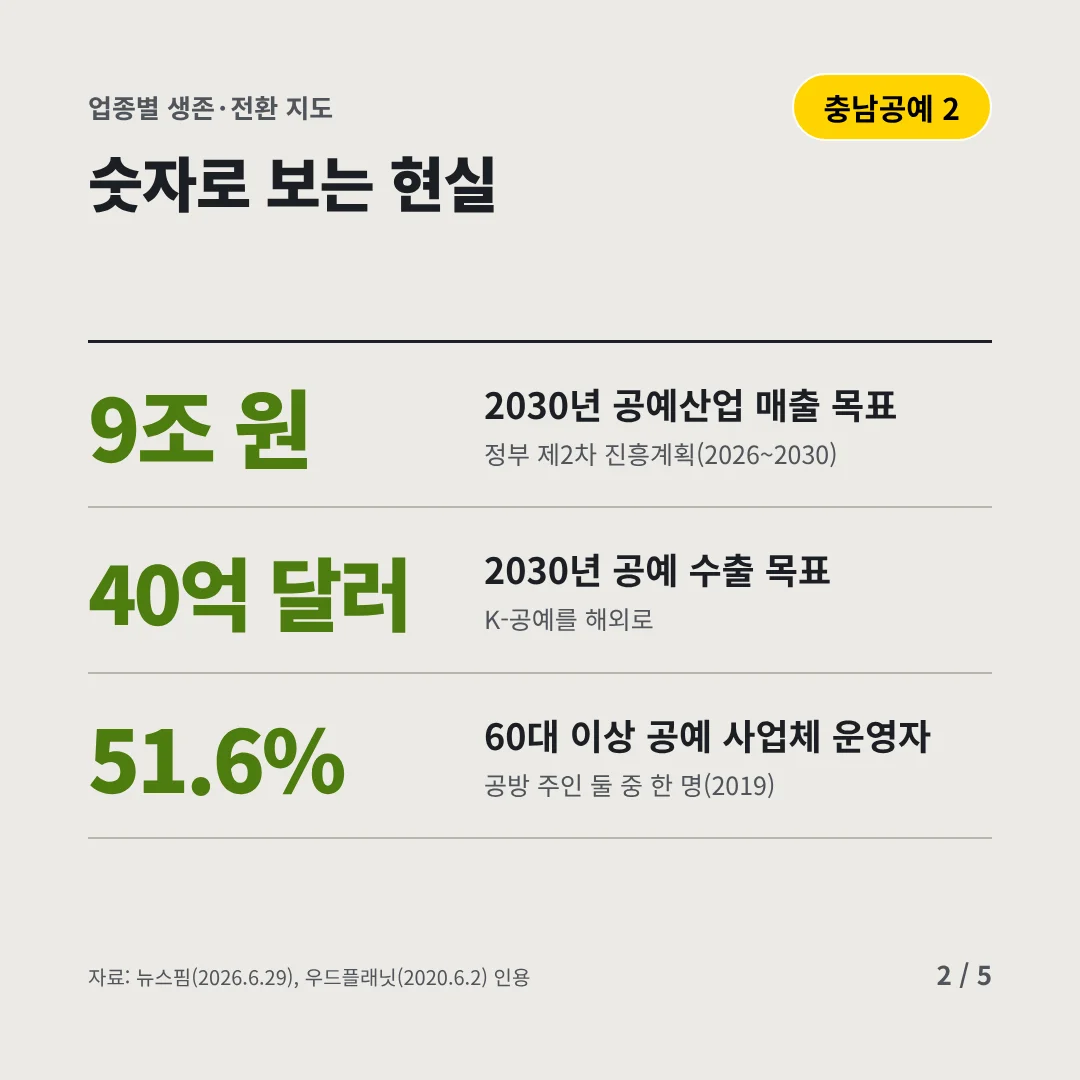 업종별 생존·전환 지도
충남공예 2
숫자로 보는 현실
9조 원
2030년 공예산업 매출 목표
정부 제2차 진흥계획(2026~2030)
40억 달러
2030년 공예 수출 목표
K-공예를 해외로
51.6%
60대 이상 공예 사업체 운영자
공방 주인 둘 중 한 명(2019)
자료: 뉴스핌(2026.6.29), 우드플래닛(2020.6.2) 인용
2 / 5